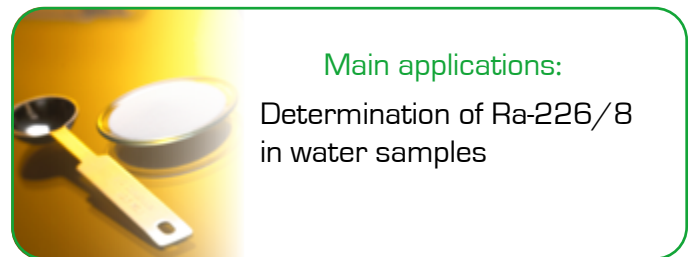 Main applications:
Determination of Ra-226/8
in water samples